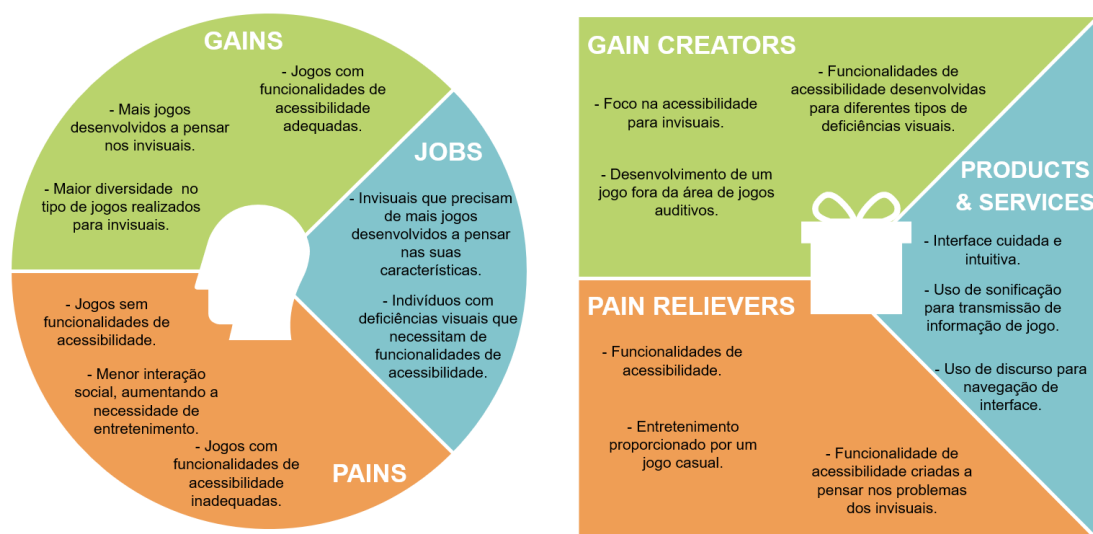 GAINS
- Jogos com
funcionalidades de
acessibilidade
adequadas.
- Mais jogos
desenvolvidos a pensar
nos invisuais.
- Maior diversidade no
tipo de jogos realizados
para invisuais.
JOBS
- Invisuais que precisam
de mais jogos
desenvolvidos a pensar
nas suas
características.
- Indivíduos com
deficiências visuais que
necessitam de
funcionalidades de
acessibilidade.
- Jogos sem
funcionalidades de
acessibilidade.
- Menor interação
social, aumentando a
necessidade de
entretenimento.
- Jogos com
funcionalidades de
acessibilidade
inadequadas.
PAINS
GAIN CREATORS
- Funcionalidades de
acessibilidade desenvolvidas
para diferentes tipos de
deficiências visuais.
- Foco na acessibilidade
para invisuais.
- Desenvolvimento de um
jogo fora da área de jogos
auditivos.
PRODUCTS
& SERVICES
- Interface cuidada e
intuitiva.
- Uso de sonificação
para transmissão de
informação de jogo.
- Uso de discurso para
navegação de
interface.
PAIN RELIEVERS
- Funcionalidades de
acessibilidade.
- Entretenimento
proporcionado por um
jogo casual.
- Funcionalidade de
acessibilidade criadas a
pensar nos problemas
dos invisuais.